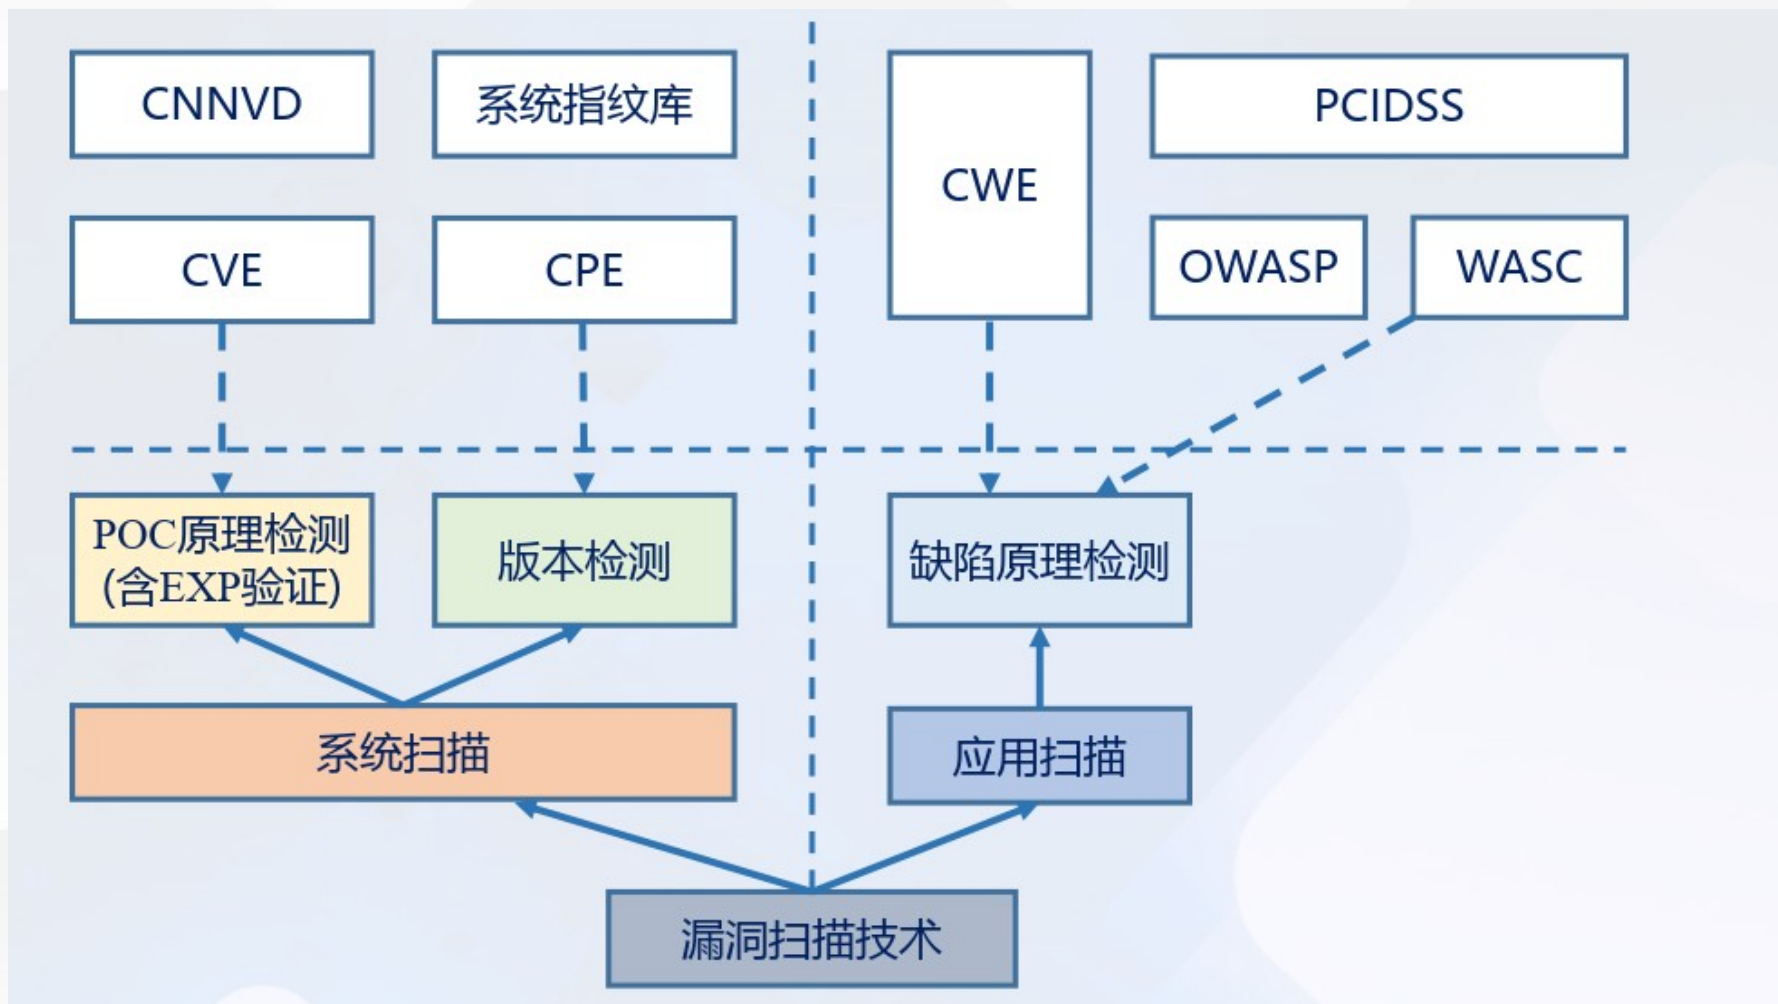 CNNVD
系统指纹库
CWE
PCIDSS
CVE
CPE
OWASP
WASC
POC原理检测
(含EXP验证)
版本检测
缺陷原理检测
系统扫描
应用扫描
漏洞扫描技术